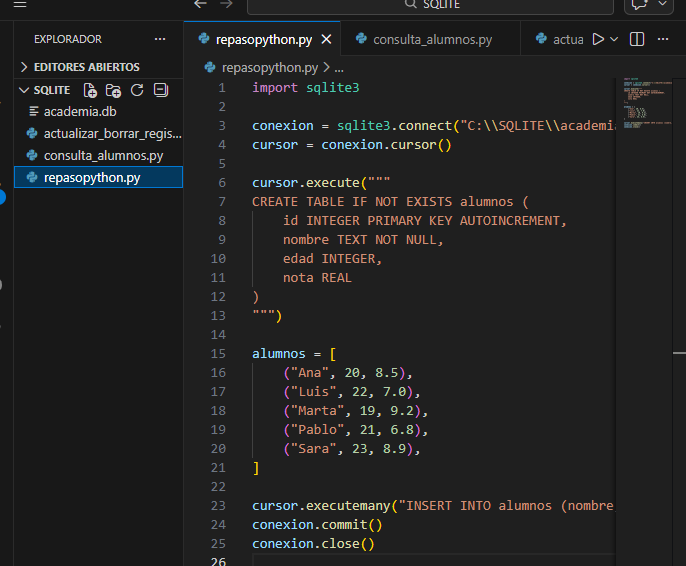 SQLITE
EXPLORADOR ...
EDITORES ABIERTOS
SQLITE
academia.db
actualizar_borrar_regis...
consulta_alumnos.py
repasopython.py
repasopython.py
consulta_alumnos.py
actua
...
repasopython.py > ...
1 import sqlite3
2
3 conexion = sqlite3.connect("C:\\SQLITE\\academia
4 cursor = conexion.cursor()
5
6 cursor.execute("""
7 CREATE TABLE IF NOT EXISTS alumnos (
8 id INTEGER PRIMARY KEY AUTOINCREMENT,
9 nombre TEXT NOT NULL,
10 edad INTEGER,
11 nota REAL
12 )
13 """)
14
15 alumnos = [
16 ("Ana", 20, 8.5),
17 ("Luis", 22, 7.0),
18 ("Marta", 19, 9.2),
19 ("Pablo", 21, 6.8),
20 ("Sara", 23, 8.9),
21 ]
22
23 cursor.executemany("INSERT INTO alumnos (nombre
24 conexion.commit()
25 conexion.close()
26